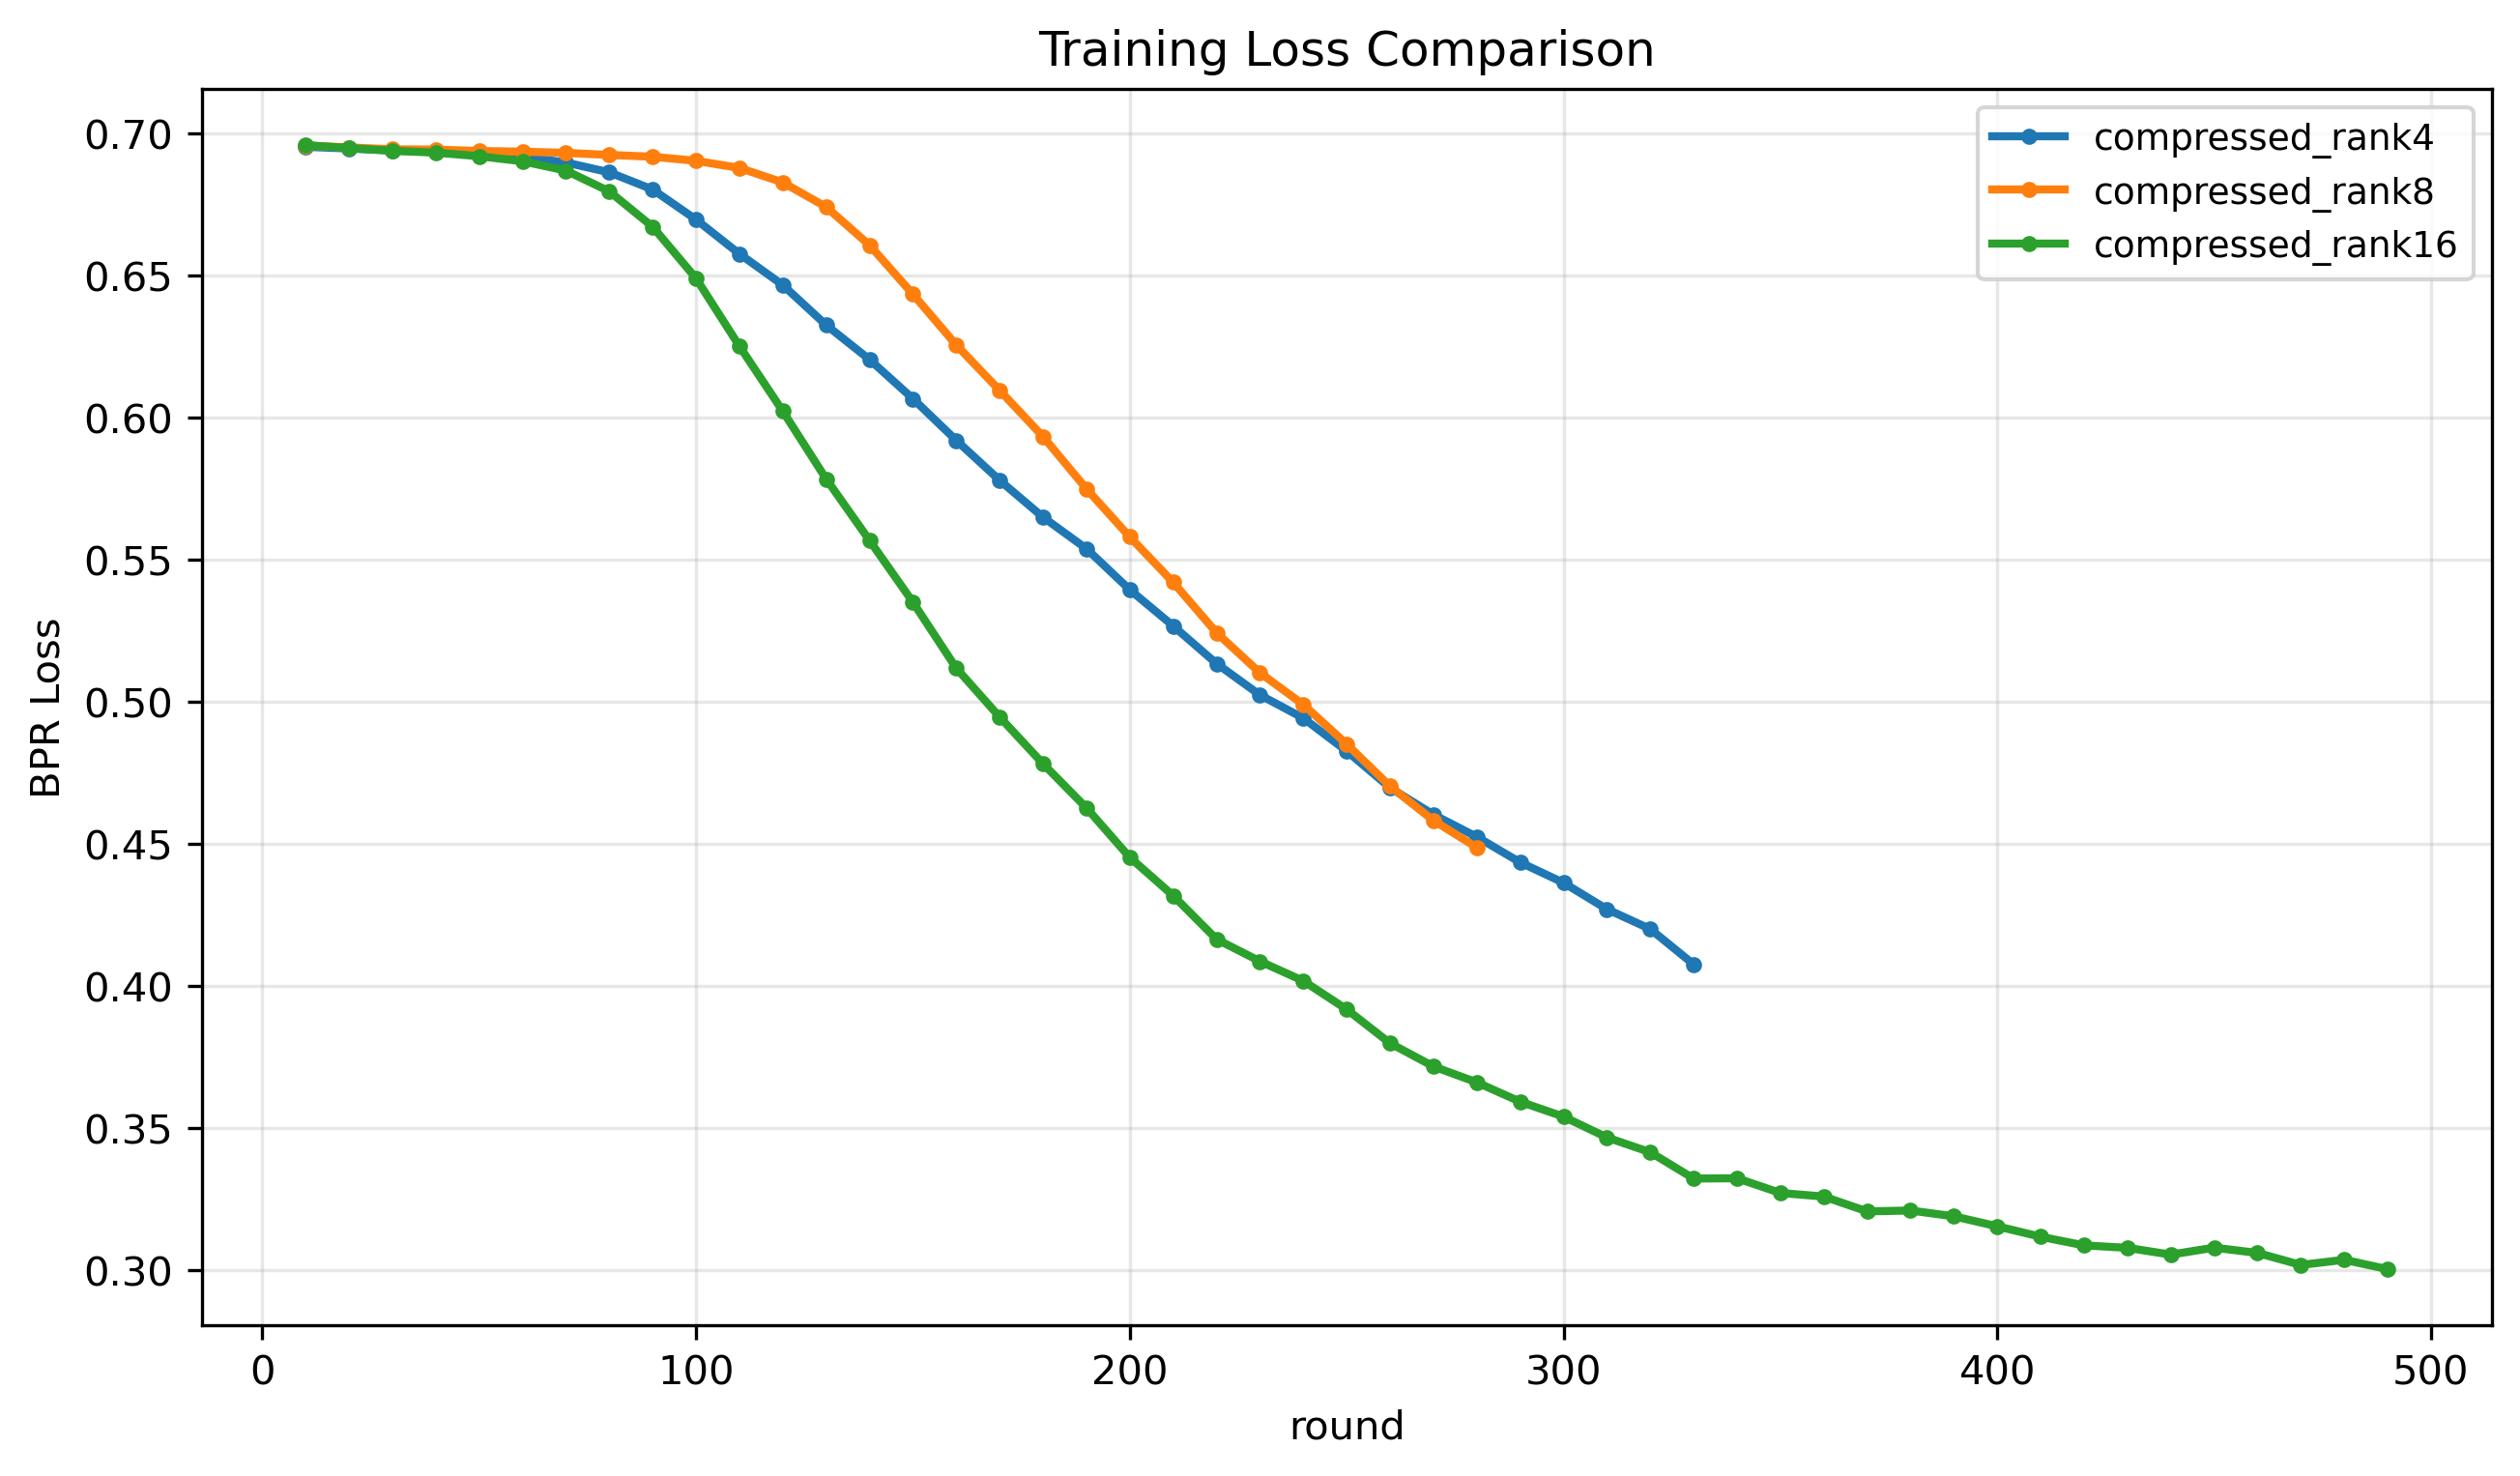 Training Loss Comparison
compressed_rank4
compressed_rank8
compressed_rank16
BPR Loss
0.70
0.65
0.60
0.55
0.50
0.45
0.40
0.35
0.30
0
100
200
300
400
500
round